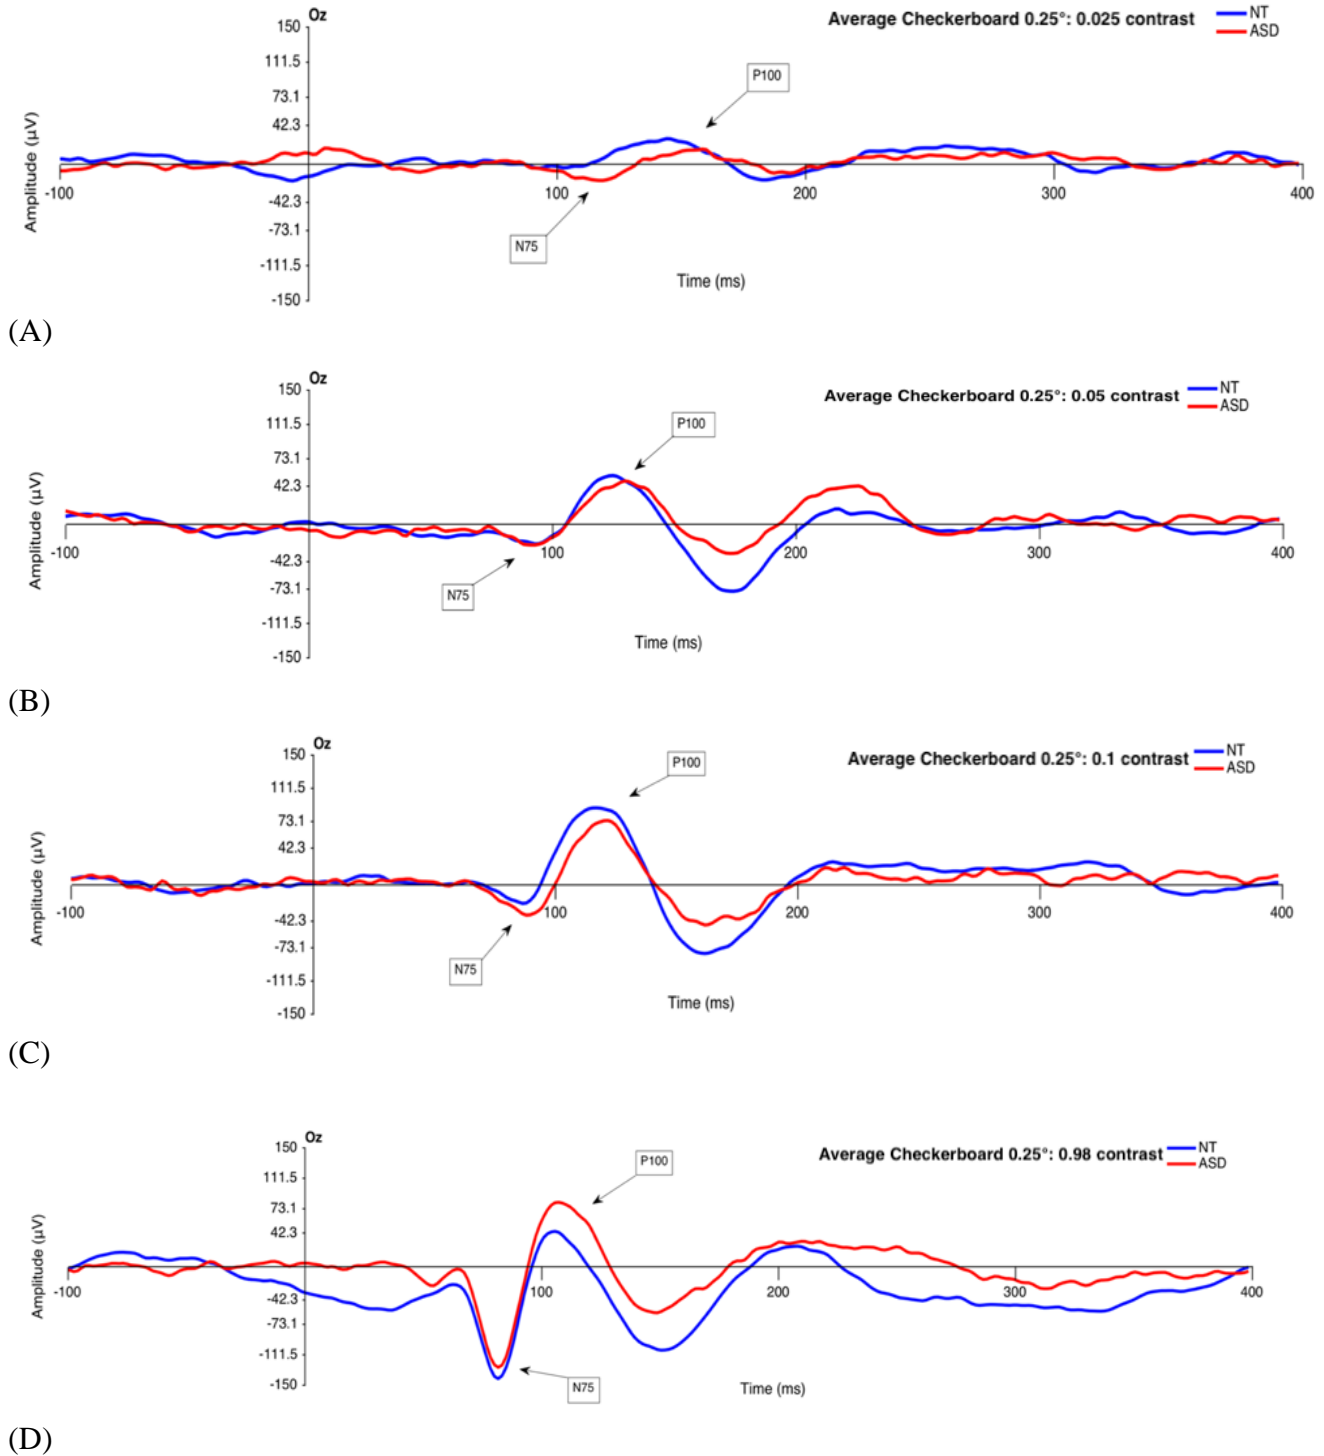 Oz
Average Checkerboard 0.25°: 0.025 contrast
NT
ASD
150
111.5
73.1
42.3
-42.3
-73.1
-111.5
-150
Amplitude (µV)
-100
100
200
300
400
P100
N75
Time (ms)
(A)
Oz
Average Checkerboard 0.25°: 0.05 contrast
NT
ASD
150
111.5
73.1
42.3
-42.3
-73.1
-111.5
-150
Amplitude (µV)
-100
100
200
300
400
P100
N75
Time (ms)
(B)
Oz
Average Checkerboard 0.25°: 0.1 contrast
NT
ASD
150
111.5
73.1
42.3
-42.3
-73.1
-111.5
-150
Amplitude (µV)
-100
100
200
300
400
P100
N75
Time (ms)
(C)
Oz
Average Checkerboard 0.25°: 0.98 contrast
NT
ASD
150
111.5
73.1
42.3
-42.3
-73.1
-111.5
-150
Amplitude (µV)
-100
100
200
300
400
P100
N75
Time (ms)
(D)